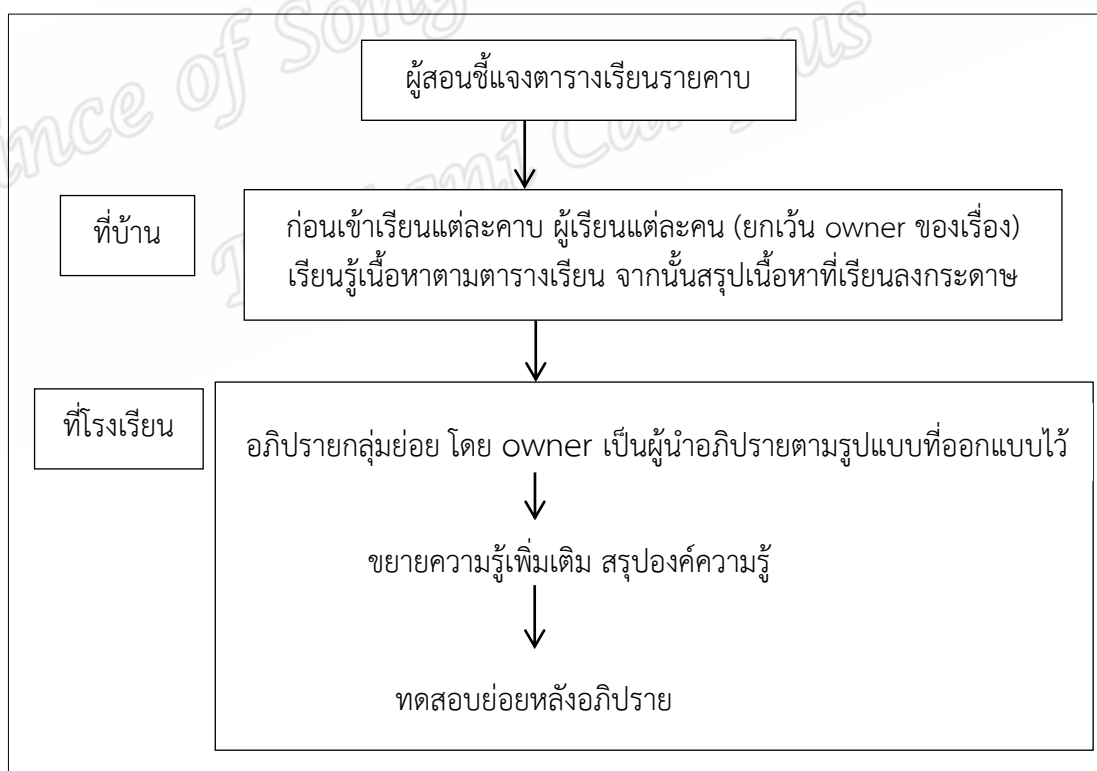 ผู้สอนชี้แจงตารางเรียนรายคาบ
ที่บ้าน
ก่อนเข้าเรียนแต่ละคาบ ผู้เรียนแต่ละคน (ยกเว้น owner ของเรื่อง)
เรียนรู้เนื้อหาตามตารางเรียน จากนั้นสรุปเนื้อหาที่เรียนลงกระดาษ
ที่โรงเรียน
อภิปรายกลุ่มย่อย โดย owner เป็นผู้นำอภิปรายตามรูปแบบที่ออกแบบไว้
ขยายความรู้เพิ่มเติม สรุปองค์ความรู้
ทดสอบย่อยหลังอภิปราย